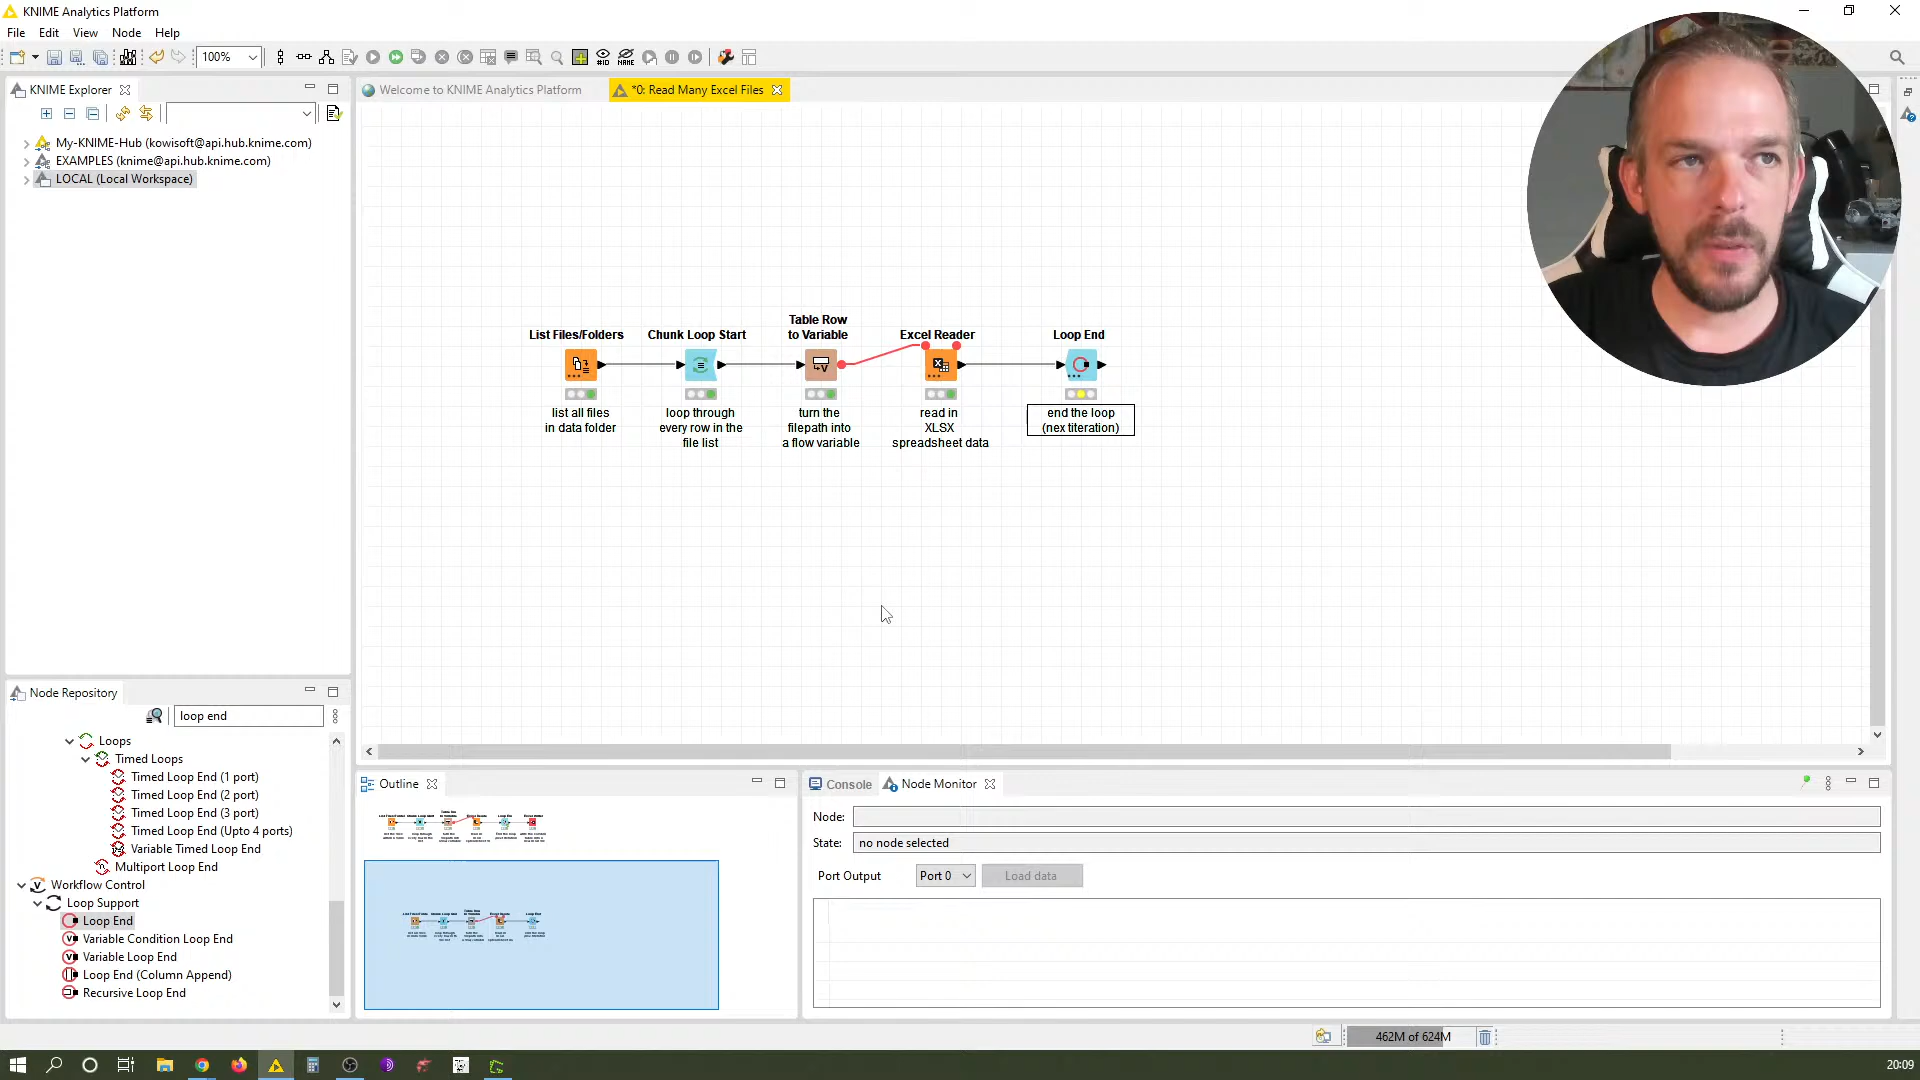 KNIME Analytics Platform
File Edit View Node Help
100%
KNIME Explorer
My-KNIME-Hub (kowisoft@api.hub.knime.com)
EXAMPLES (knime@api.hub.knime.com)
LOCAL (Local Workspace)
Welcome to KNIME Analytics Platform
*0: Read Many Excel Files
List Files/Folders
list all files
in data folder
Chunk Loop Start
loop through
every row in the
file list
Table Row
to Variable
turn the
filepath into
a flow variable
Excel Reader
read in
XLSX
spreadsheet data
Loop End
end the loop
(nex titeration)
Node Repository
loop end
Loops
Timed Loops
Timed Loop End (1 port)
Timed Loop End (2 port)
Timed Loop End (3 port)
Timed Loop End (Upto 4 ports)
Variable Timed Loop End
Multiport Loop End
Workflow Control
Loop Support
Loop End
Variable Condition Loop End
Variable Loop End
Loop End (Column Append)
Recursive Loop End
Outline
Console
Node Monitor
Node:
State: no node selected
Port Output Port 0 Load data
462M of 624M
20:09